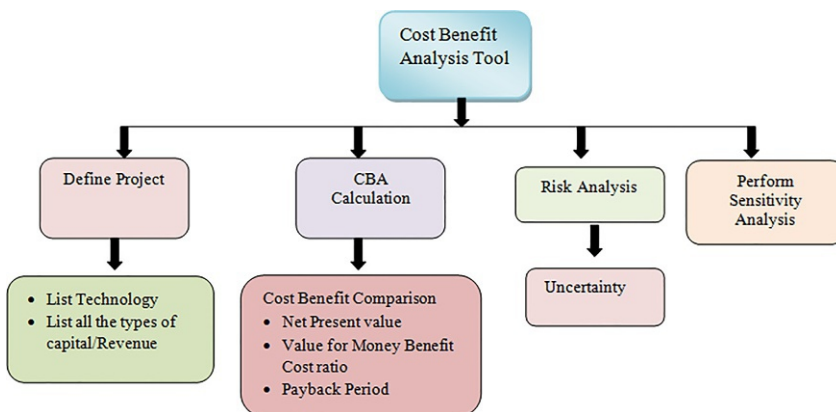 Cost Benefit
Analysis Tool
Define Project
CBA
Calculation
Risk Analysis
Perform
Sensitivity
Analysis
• List Technology
• List all the types of
capital/Revenue
Cost Benefit Comparison
• Net Present value
• Value for Money Benefit
Cost ratio
• Payback Period
Uncertainty